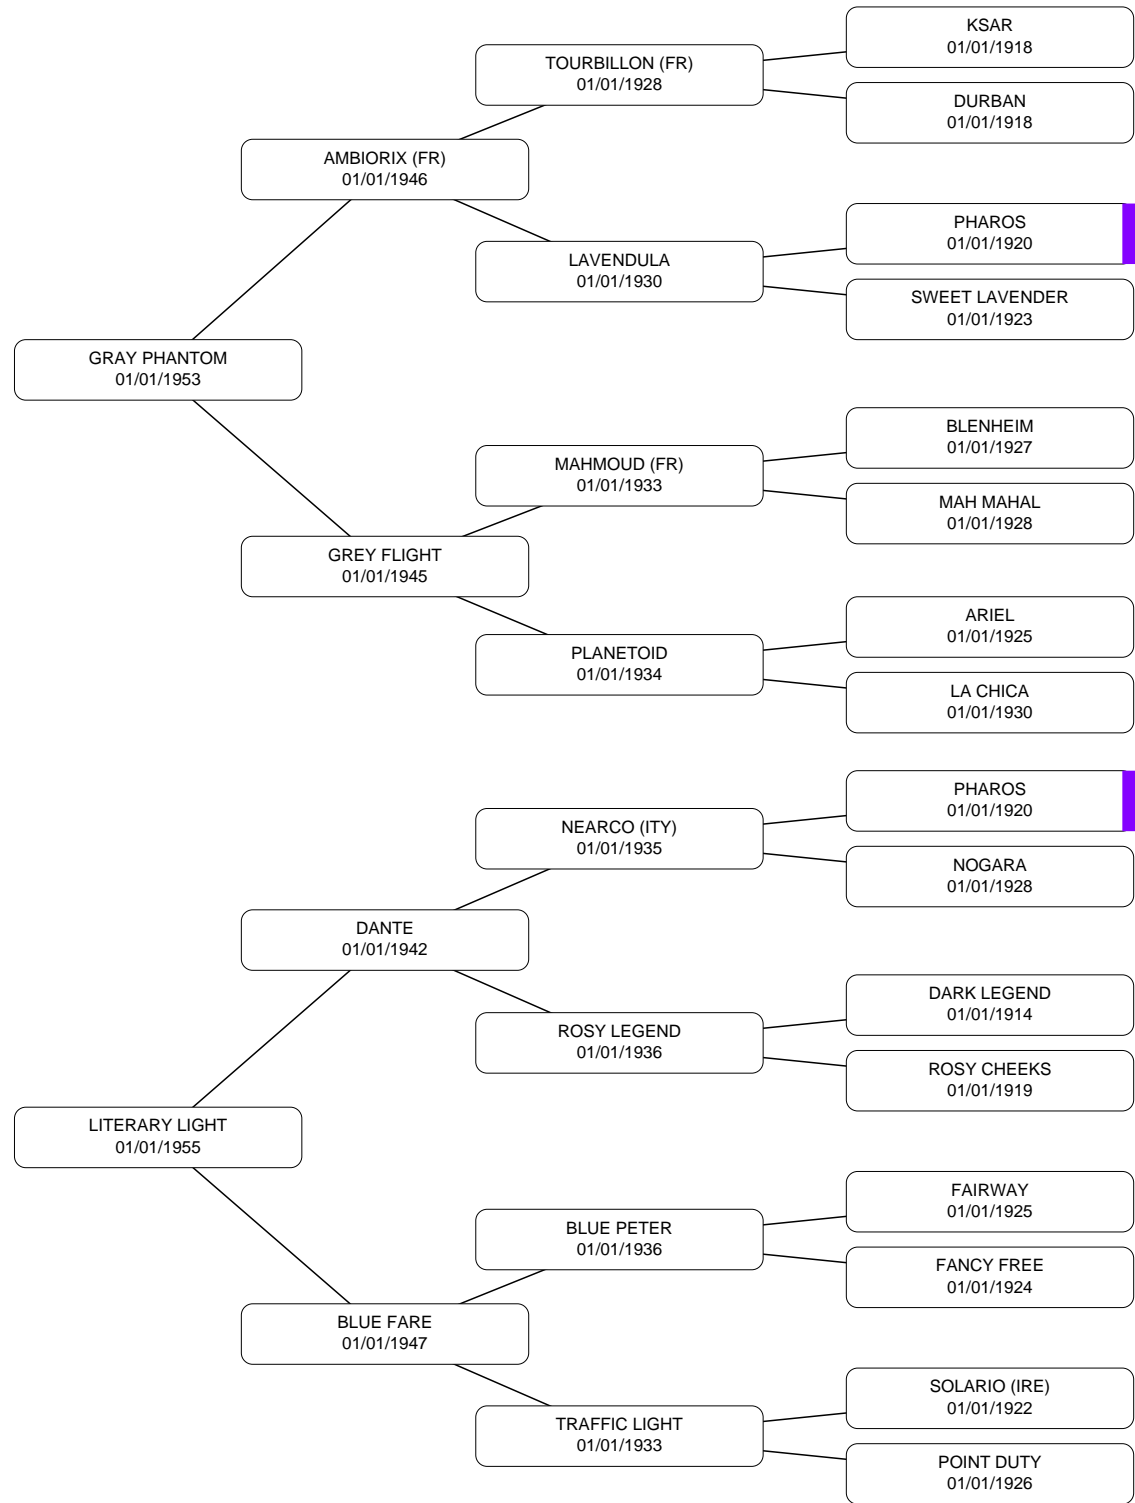 KSAR
01/01/1918
TOURBILLON (FR)
01/01/1928
DURBAN
01/01/1918
AMBIORIX (FR)
01/01/1946
PHAROS
01/01/1920
LAVENDULA
01/01/1930
SWEET LAVENDER
01/01/1923
GRAY PHANTOM
01/01/1953
BLENHEIM
01/01/1927
MAHMOUD (FR)
01/01/1933
MAH MAHAL
01/01/1928
GREY FLIGHT
01/01/1945
ARIEL
01/01/1925
PLANETOID
01/01/1934
LA CHICA
01/01/1930
PHAROS
01/01/1920
NEARCO (ITY)
01/01/1935
NOGARA
01/01/1928
DANTE
01/01/1942
DARK LEGEND
01/01/1914
ROSY LEGEND
01/01/1936
ROSY CHEEKS
01/01/1919
LITERARY LIGHT
01/01/1955
FAIRWAY
01/01/1925
BLUE PETER
01/01/1936
FANCY FREE
01/01/1924
BLUE FARE
01/01/1947
SOLARIO (IRE)
01/01/1922
TRAFFIC LIGHT
01/01/1933
POINT DUTY
01/01/1926